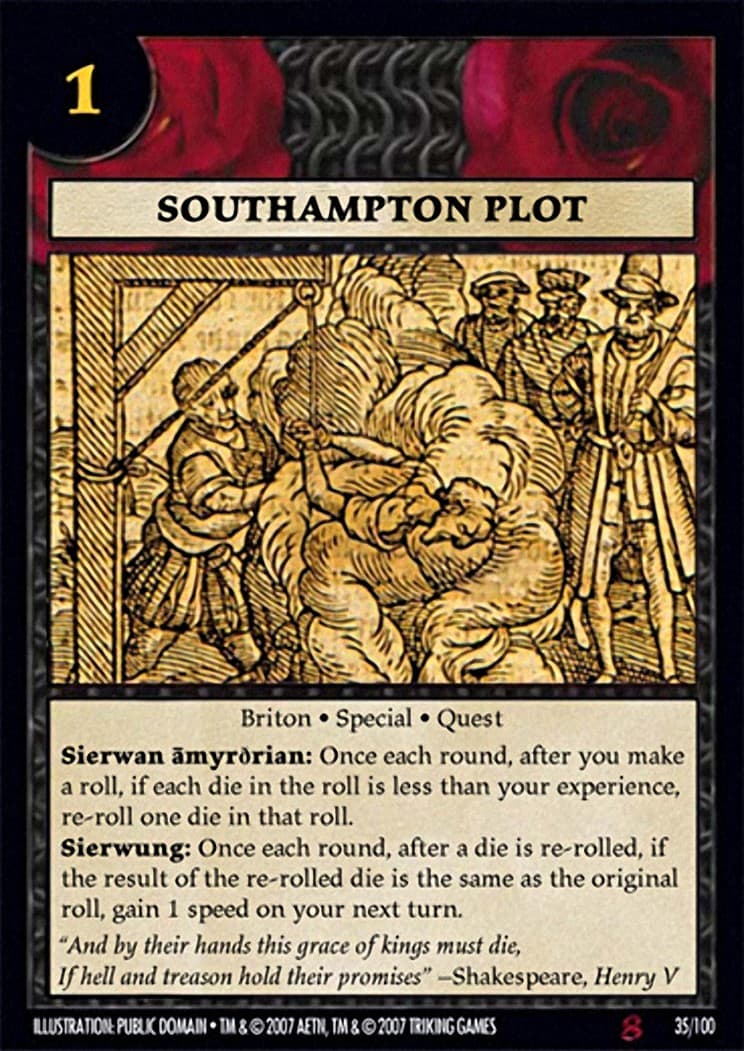 1
SOUTHAMPTON PLOT
Briton • Special • Quest
Sierwan āmyrðrian: Once each round, after you make
a roll, if each die in the roll is less than your experience,
re-roll one die in that roll.
Sierwung: Once each round, after a die is re-rolled, if
the result of the re-rolled die is the same as the original
roll, gain 1 speed on your next turn.
“And by their hands this grace of kings must die,
If hell and treason hold their promises” –Shakespeare, Henry V
ILLUSTRATION: PUBLIC DOMAIN • TM & © 2007 AETN, TM & © 2007 TRIKING GAMES 8 35/100